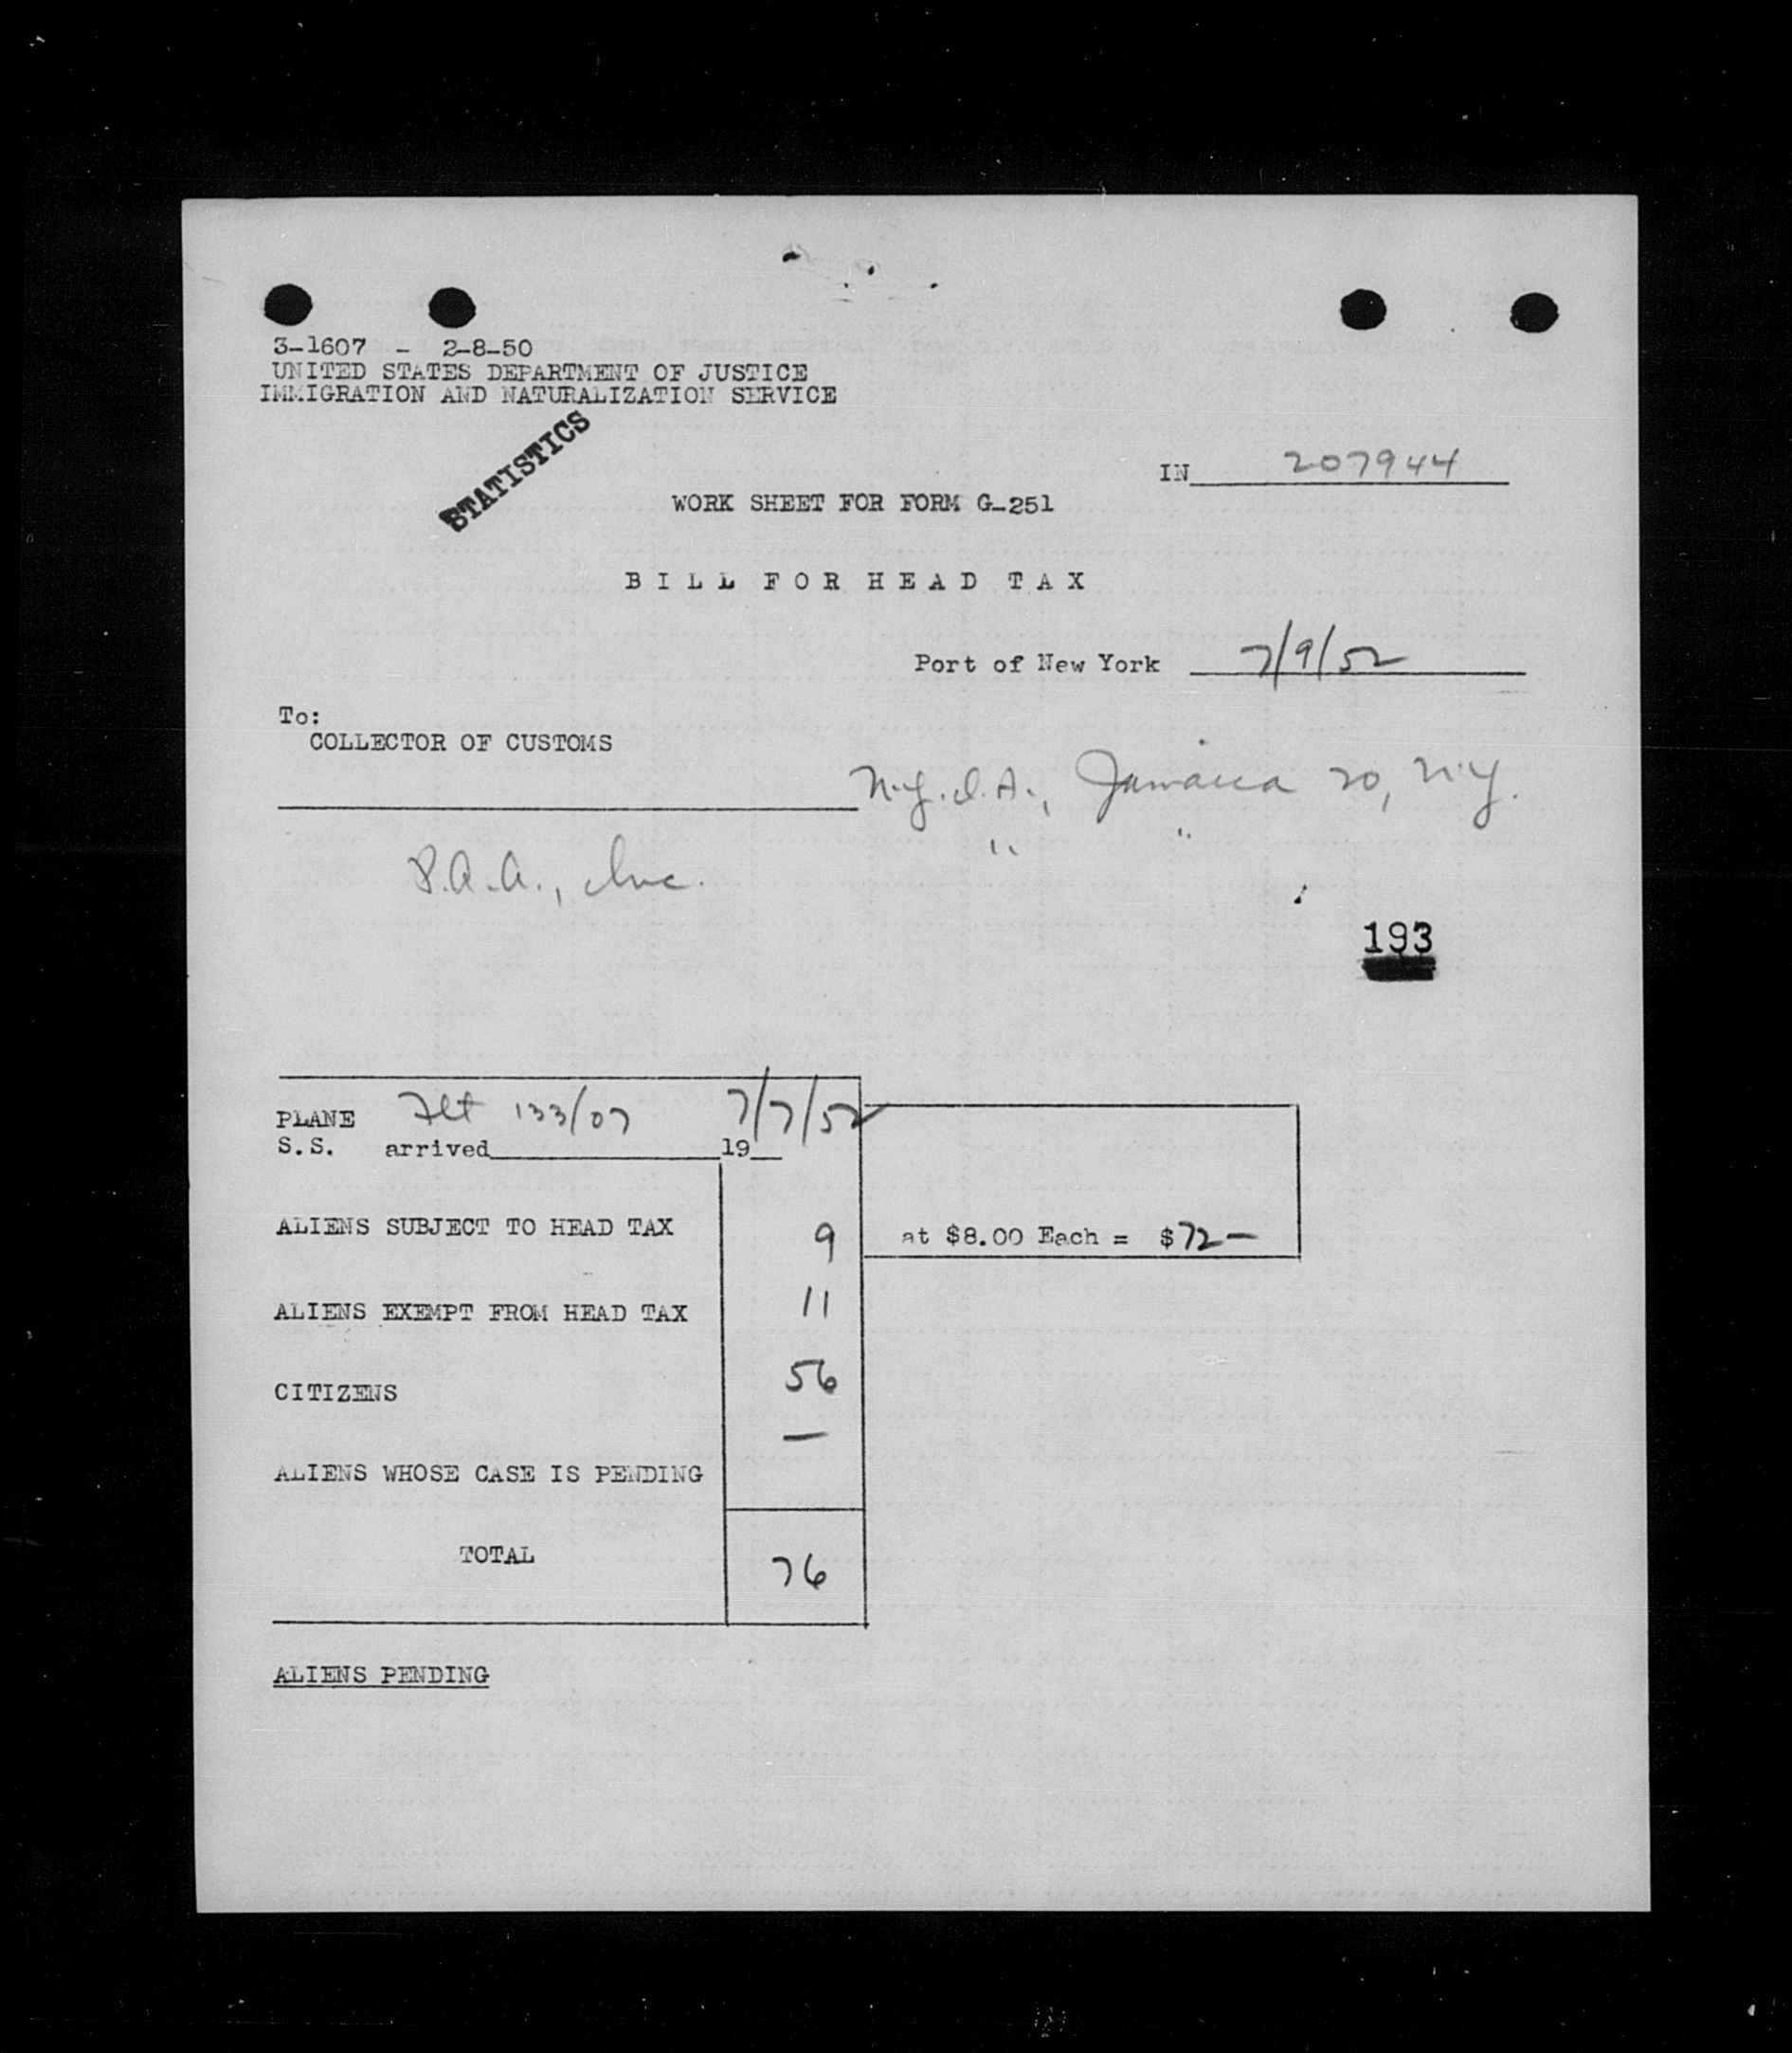 3-1607 - 2-8-50
UNITED STATES DEPARTMENT OF JUSTICE
IMMIGRATION AND NATURALIZATION SERVICE
STATISTICS
IN 207944
WORK SHEET FOR FORM G-251
BILL FOR HEAD TAX
Port of New York 7/9/52
To:
COLLECTOR OF CUSTOMS
N.Y.I.A., Jamaica 20, N.Y.
P.A.A., Inc. " "
193
PLANE Flt 133/07 7/7/52
S.S. arrived 19
ALIENS SUBJECT TO HEAD TAX 9 at $8.00 Each = $72-
ALIENS EXEMPT FROM HEAD TAX 11
CITIZENS 56
ALIENS WHOSE CASE IS PENDING —
TOTAL 76
ALIENS PENDING